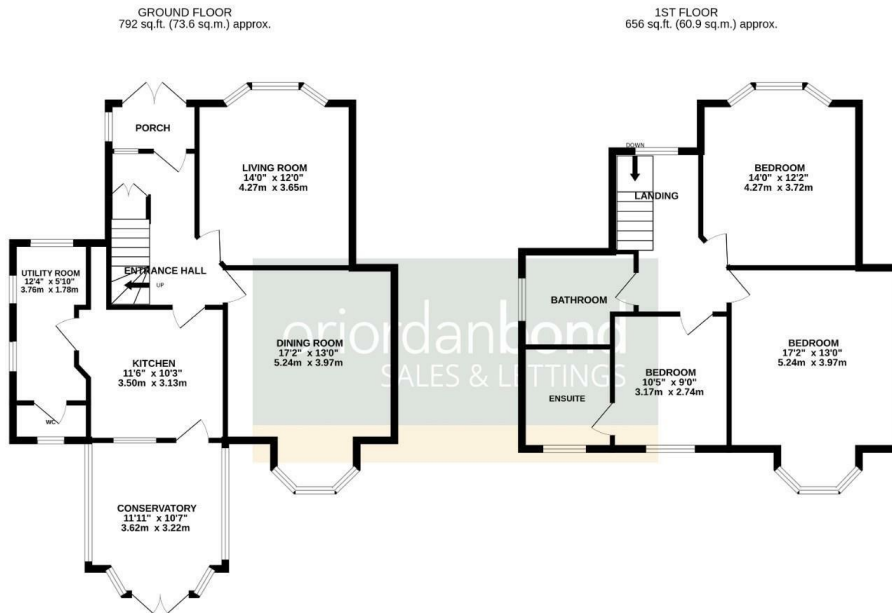 GROUND FLOOR
792 sq.ft. (73.6 sq.m.) approx.
PORCH
LIVING ROOM
14'0" x 12'0"
4.27m x 3.65m
UTILITY ROOM
12'4" x 5'10"
3.76m x 1.78m
ENTRANCE HALL
UP
KITCHEN
11'6" x 10'3"
3.50m x 3.13m
DINING ROOM
17'2" x 13'0"
5.24m x 3.97m
WC
CONSERVATORY
11'11" x 10'7"
3.62m x 3.22m
1ST FLOOR
656 sq.ft. (60.9 sq.m.) approx.
DOWN
LANDING
BEDROOM
14'0" x 12'2"
4.27m x 3.72m
BATHROOM
BEDROOM
10'5" x 9'0"
3.17m x 2.74m
BEDROOM
17'2" x 13'0"
5.24m x 3.97m
ENSUITE
oriordanbond
SALES & LETTINGS